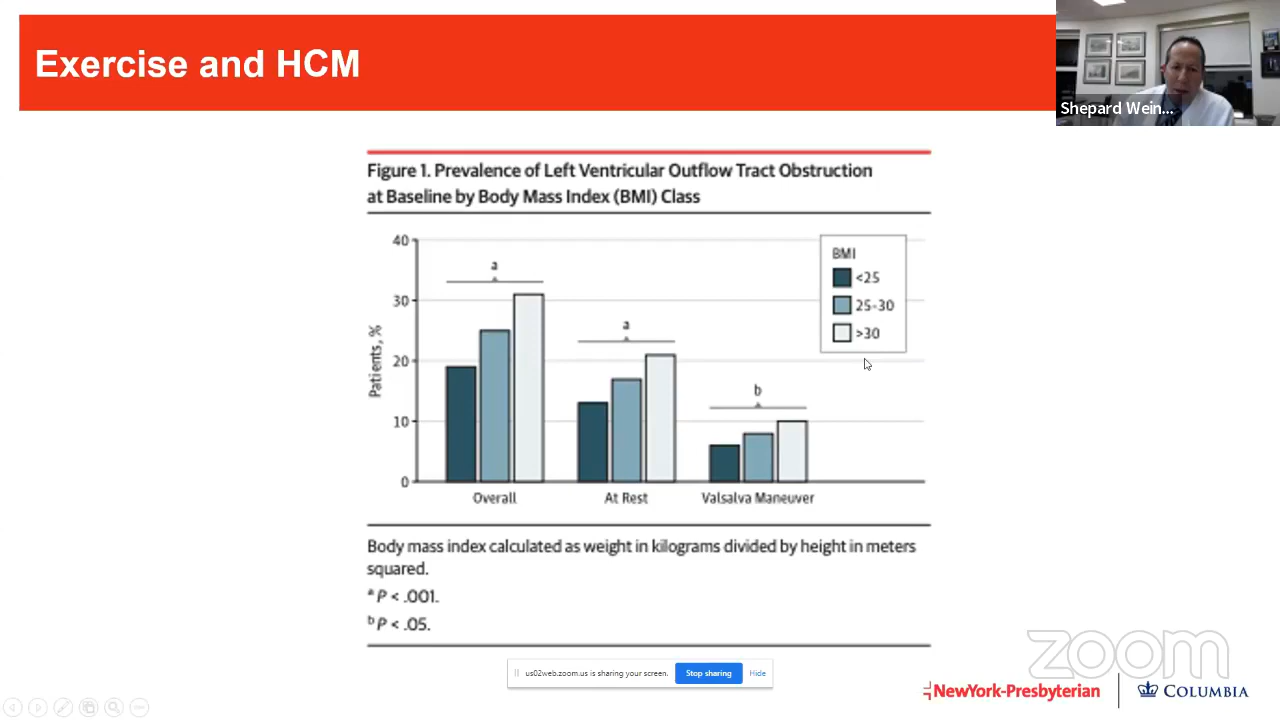 Exercise and HCM
Shepard Wein...
Figure 1. Prevalence of Left Ventricular Outflow Tract Obstruction
at Baseline by Body Mass Index (BMI) Class
Patients, %
40
30
20
10
0
a
a
b
BMI
<25
25-30
>30
Overall
At Rest
Valsalva Maneuver
Body mass index calculated as weight in kilograms divided by height in meters
squared.
a P < .001.
b P < .05.
zoom
us02web.zoom.us is sharing your screen.
Stop sharing
Hide
NewYork-Presbyterian
COLUMBIA